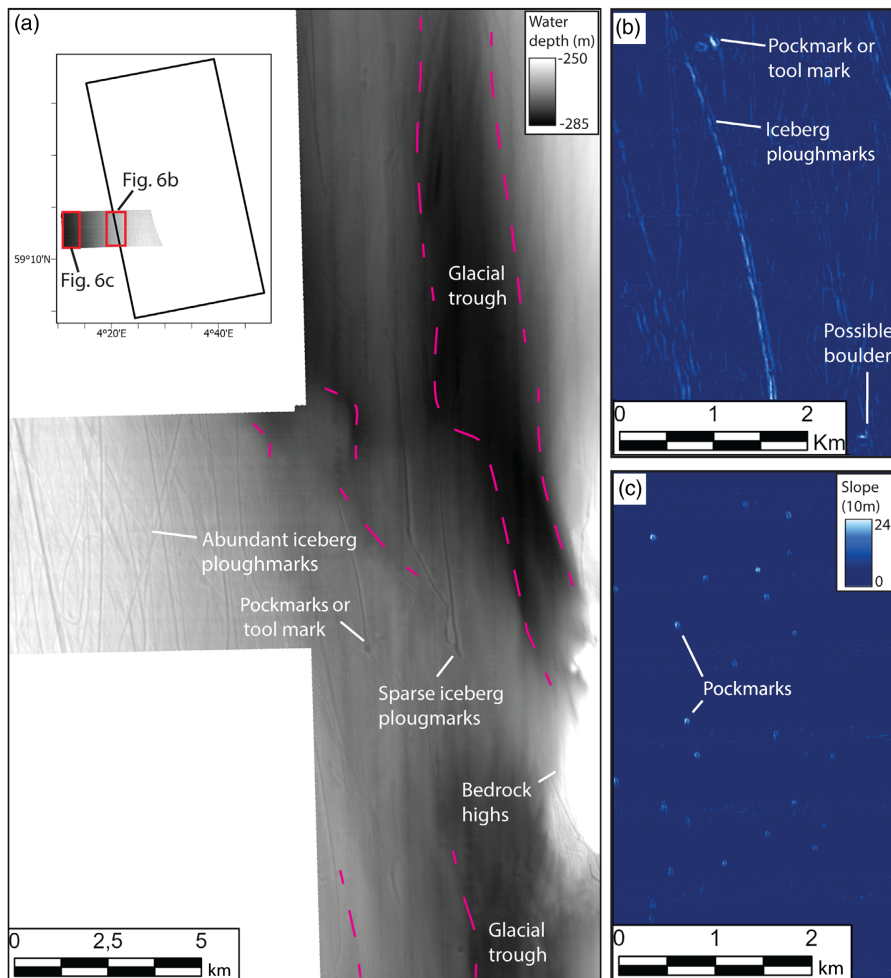 (a)
Water
depth (m)
-250
-285
Fig. 6b
59°10'N
Fig. 6c
4°20'E
4°40'E
Glacial
trough
Abundant iceberg
ploughmarks
Pockmarks or
tool mark
Sparse iceberg
plougmarks
Bedrock
highs
Glacial
trough
0 2,5 5
km
(b)
Pockmark or
tool mark
Iceberg
ploughmarks
Possible
boulder
0 1 2
Km
(c)
Slope
(10m)
24
0
Pockmarks
0 1 2
km